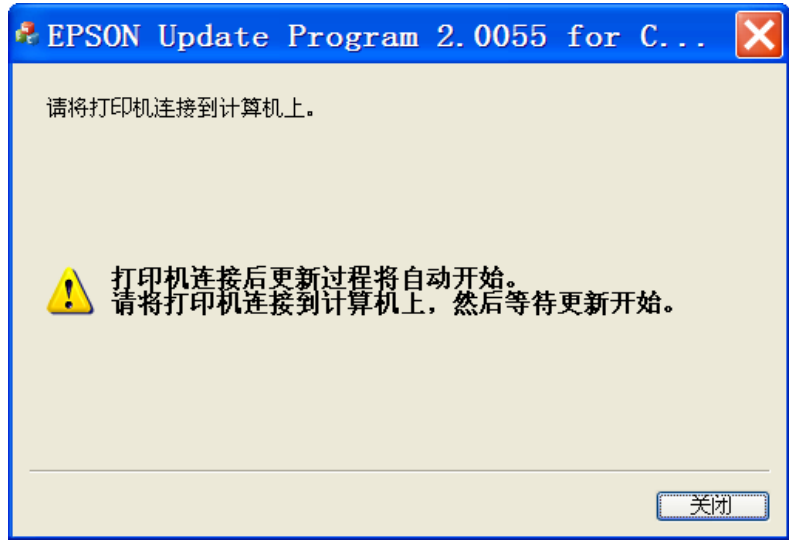 EPSON Update Program 2.0055 for C...
请将打印机连接到计算机上。
打印机连接后更新过程将自动开始。
请将打印机连接到计算机上，然后等待更新开始。
关闭